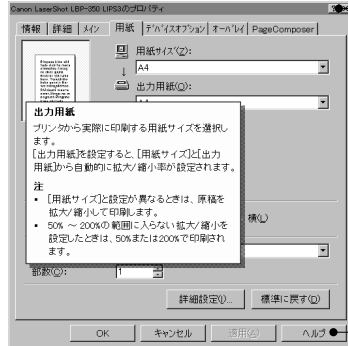 Canon LaserShot LBP-350 LIPS3のプロパティ
情報 詳細 メイン 用紙 デバイスオプション オーバレイ PageComposer
用紙サイズ(Z):
A4
出力用紙(O):
出力用紙
プリンタから実際に印刷する用紙サイズを選択し
ます。
[出力用紙]を設定すると、[用紙サイズ]と[出力
用紙]から自動的に拡大/縮小率が設定されます。
注
▪ [用紙サイズ]と設定が異なるときは、原稿を
拡大/縮小して印刷します。
▪ 50% ～ 200%の範囲に入らない拡大/縮小を
設定したときは、50%または200%で印刷され
ます。
横(L)
部数(C):
1
詳細設定(I)... 標準に戻す(D)
OK キャンセル 適用(A) ヘルプ